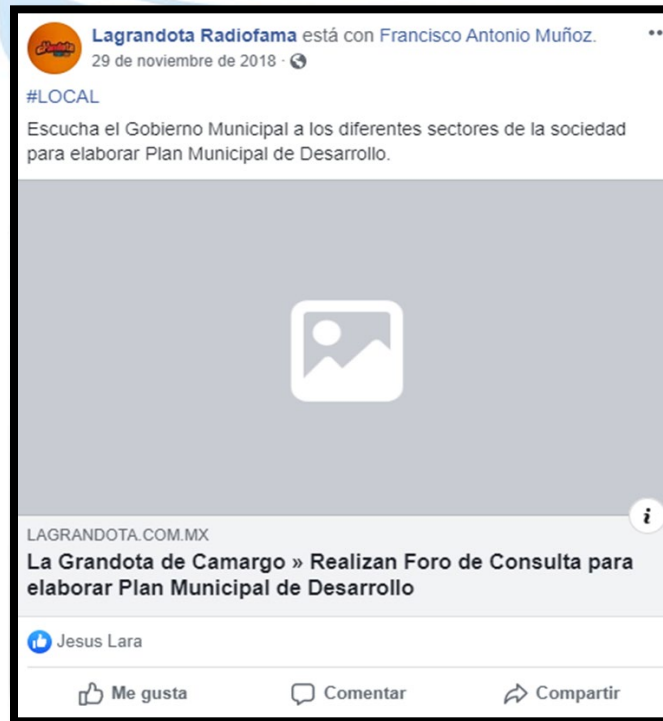 Lagrandota Radiofama está con Francisco Antonio Muñoz.
29 de noviembre de 2018 ·
#LOCAL
Escucha el Gobierno Municipal a los diferentes sectores de la sociedad
para elaborar Plan Municipal de Desarrollo.
i
LAGRANDOTA.COM.MX
La Grandota de Camargo » Realizan Foro de Consulta para
elaborar Plan Municipal de Desarrollo
Jesus Lara
Me gusta Comentar Compartir